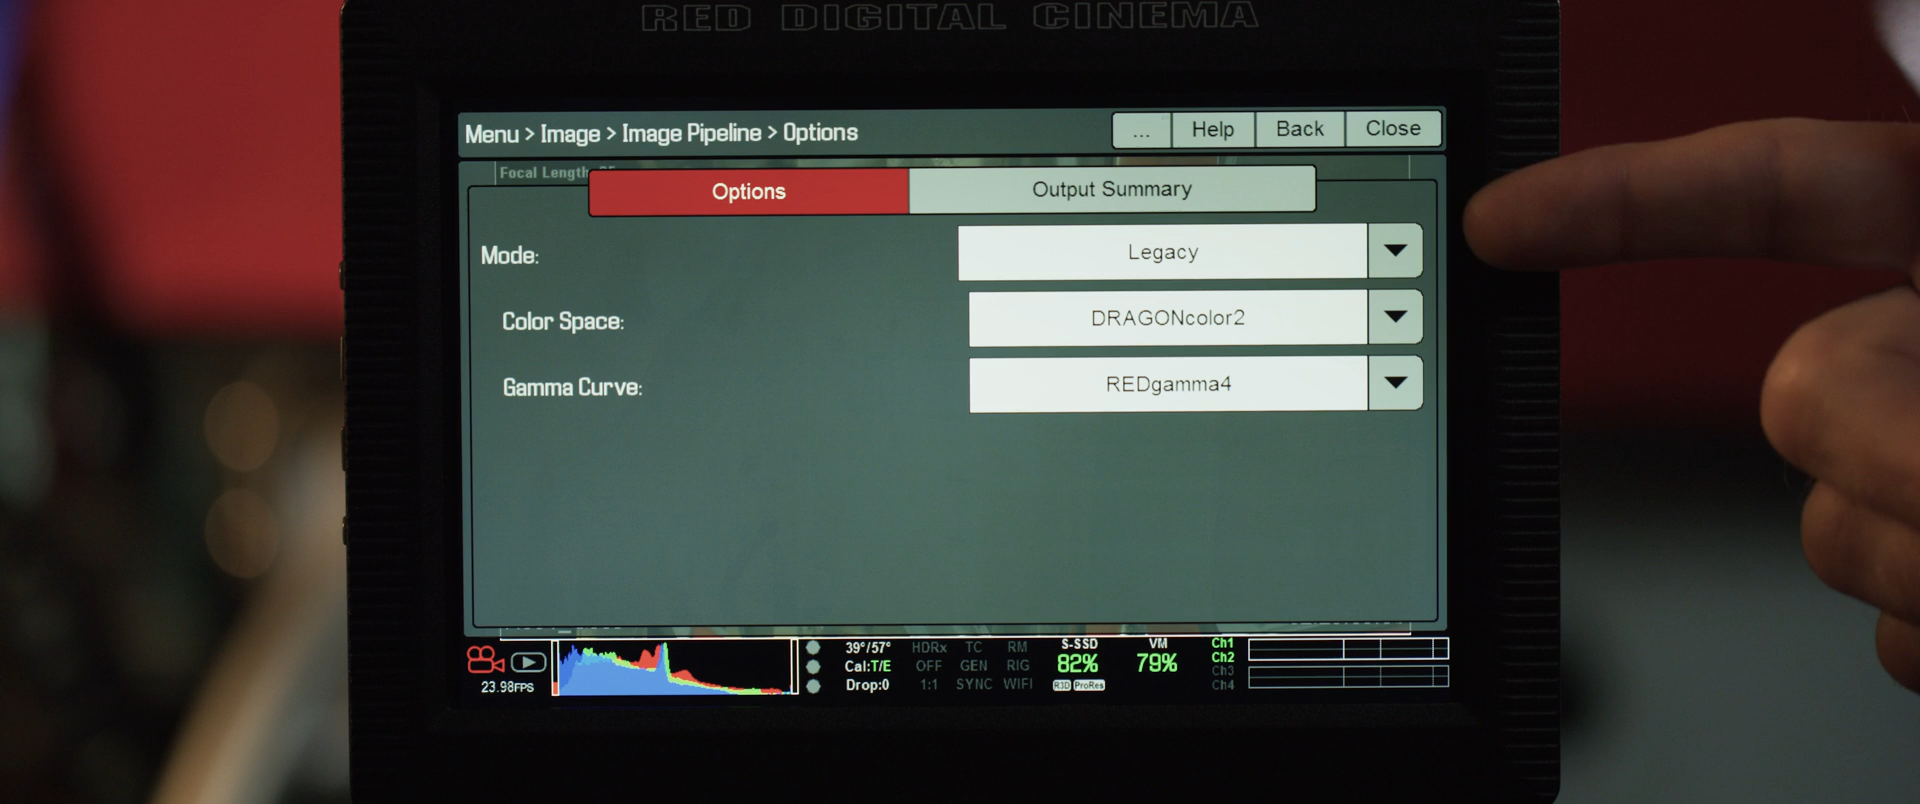 RED DIGITAL CINEMA
Menu > Image > Image Pipeline > Options
... Help Back Close
Focal Length
Options Output Summary
Mode: Legacy
Color Space: DRAGONcolor2
Gamma Curve: REDgamma4
39°/57° HDRx TC RM S-SSD VM Ch1
Cal:T/E OFF GEN RIG 82% 79% Ch2
Drop:0 1:1 SYNC WIFI R3D ProRes Ch3
Ch4
23.98FPS